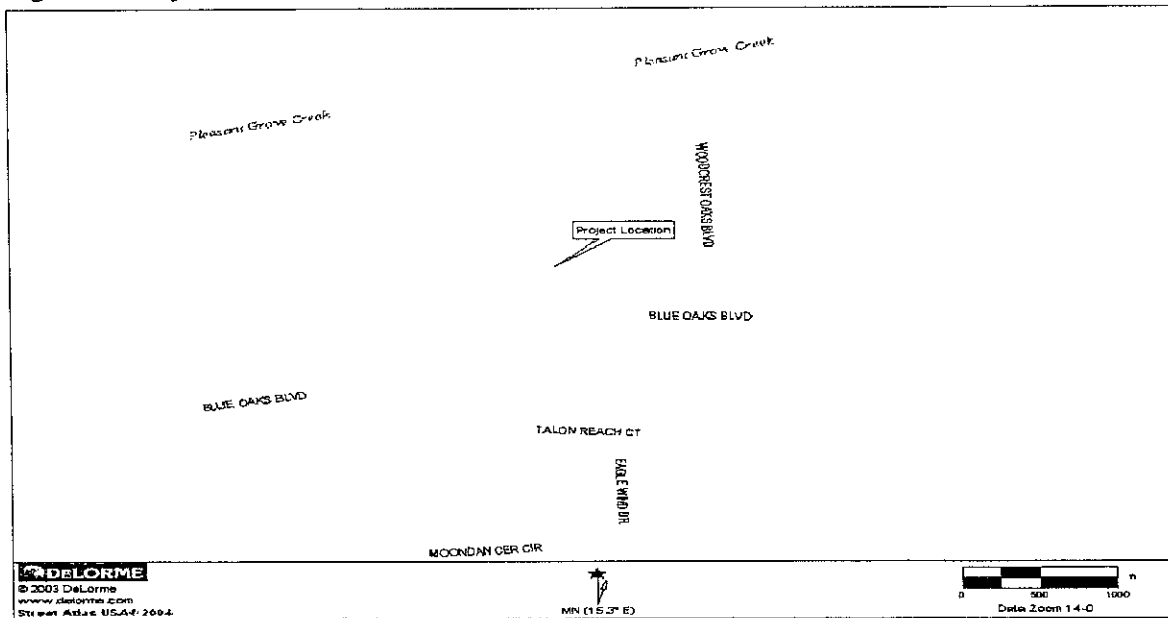 Pleasant Grove Creek
Pleasant Grove Creek
WOODCREST OAKS BLVD
Project Location
BLUE OAKS BLVD
BLUE OAKS BLVD
TALON REACH CT
EAGLE WIND DR
MOONDANCER CIR
DELORME
© 2003 DeLorme
www.delorme.com
Street Atlas USA® 2004
MN (15.3° E)
0 500 1000
Data Zoom 14-0